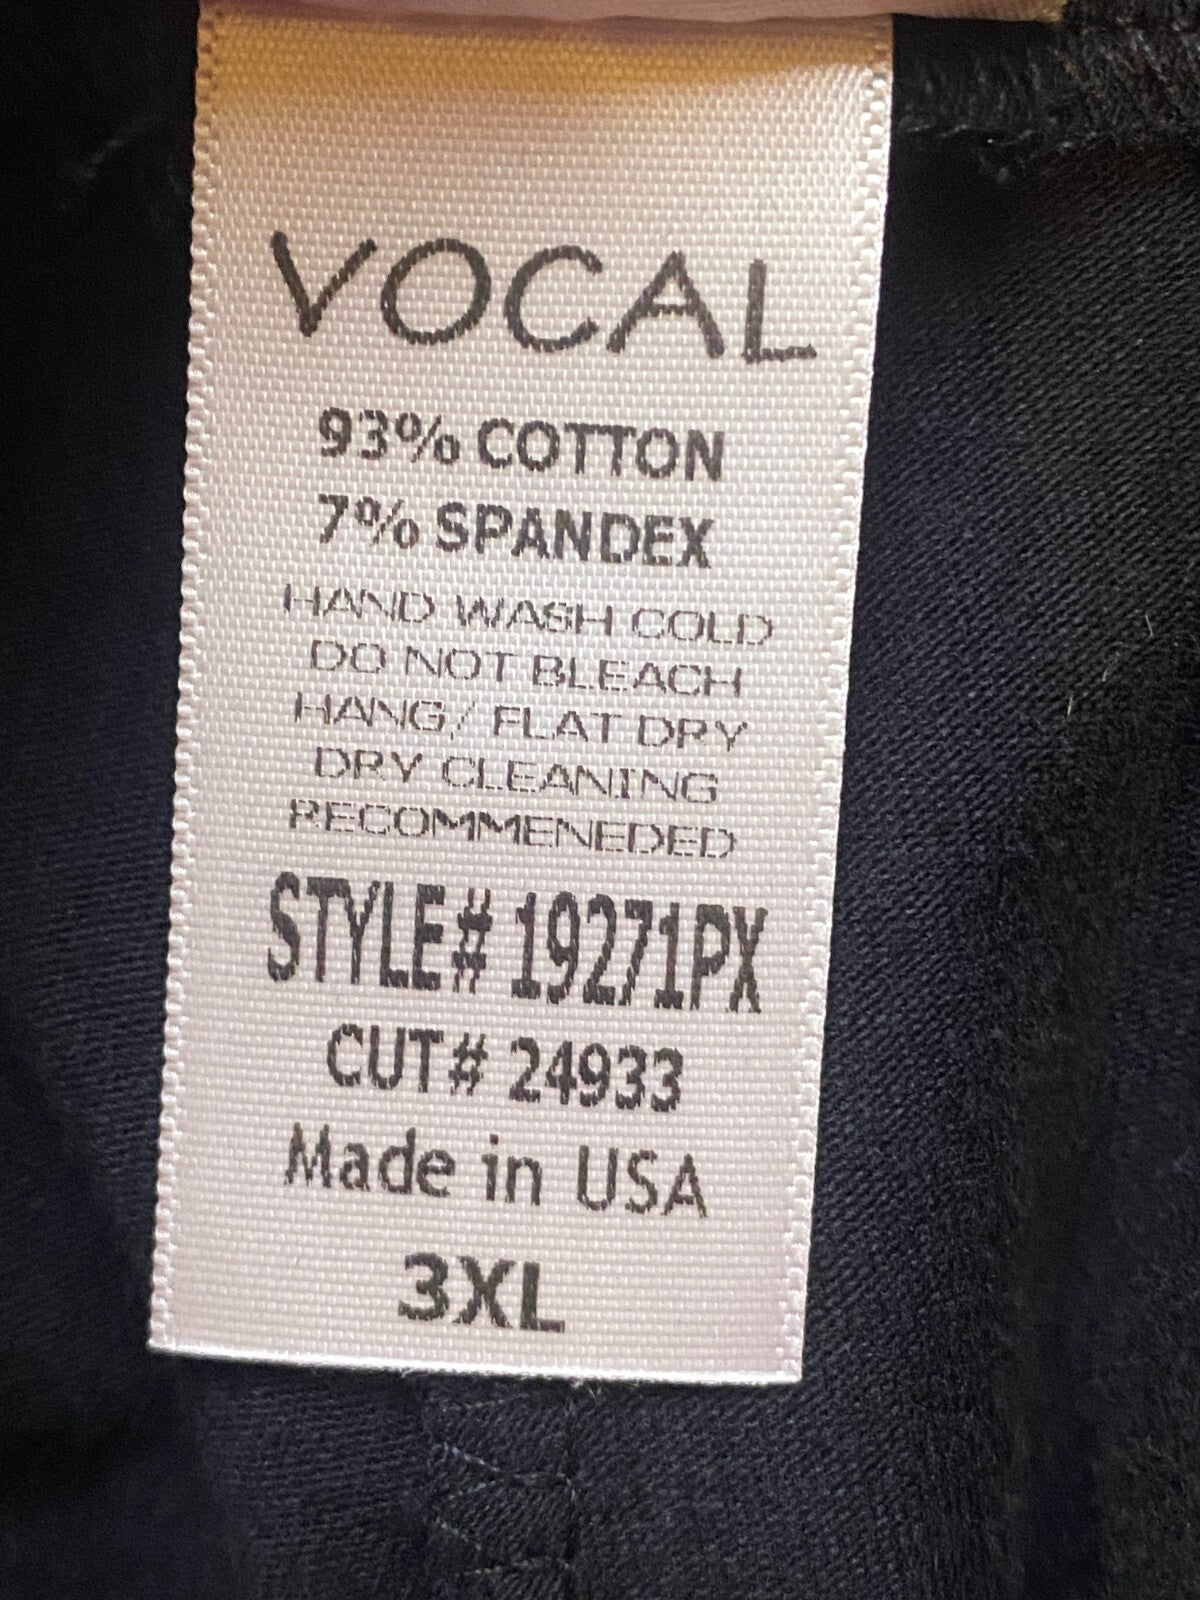 VOCAL
93% COTTON
7% SPANDEX
HAND WASH COLD
DO NOT BLEACH
HANG/ FLAT DRY
DRY CLEANING
RECOMMENEDED
STYLE# 19271PX
CUT# 24933
Made in USA
3XL